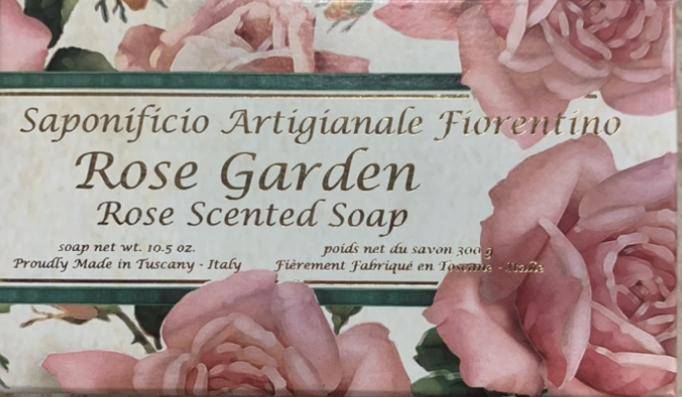 Saponificio Artigianale Fiorentino
Rose Garden
Rose Scented Soap
soap net wt. 10.5 oz. poids net du savon 300 g
Proudly Made in Tuscany - Italy Fièrement Fabriqué en Toscane - Italie